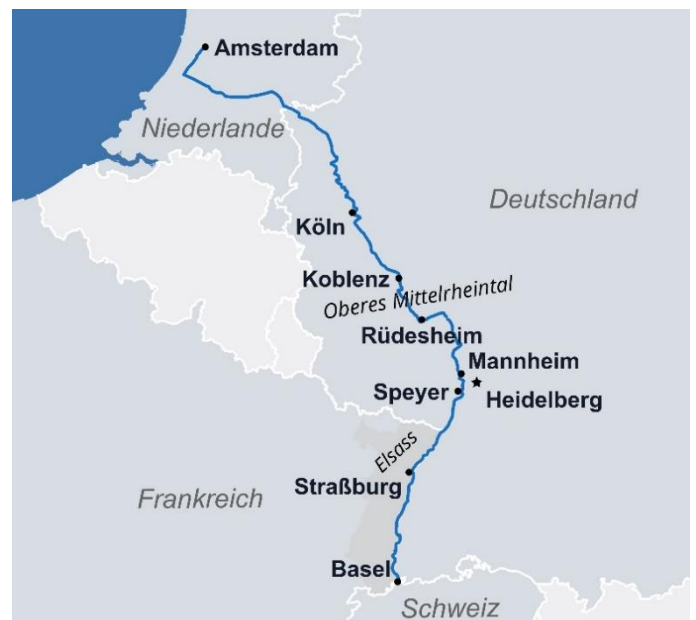 Amsterdam
Niederlande
Deutschland
Köln
Koblenz
Oberes Mittelrheintal
Rüdesheim
Mannheim
Speyer
Heidelberg
Elsass
Straßburg
Frankreich
Basel
Schweiz